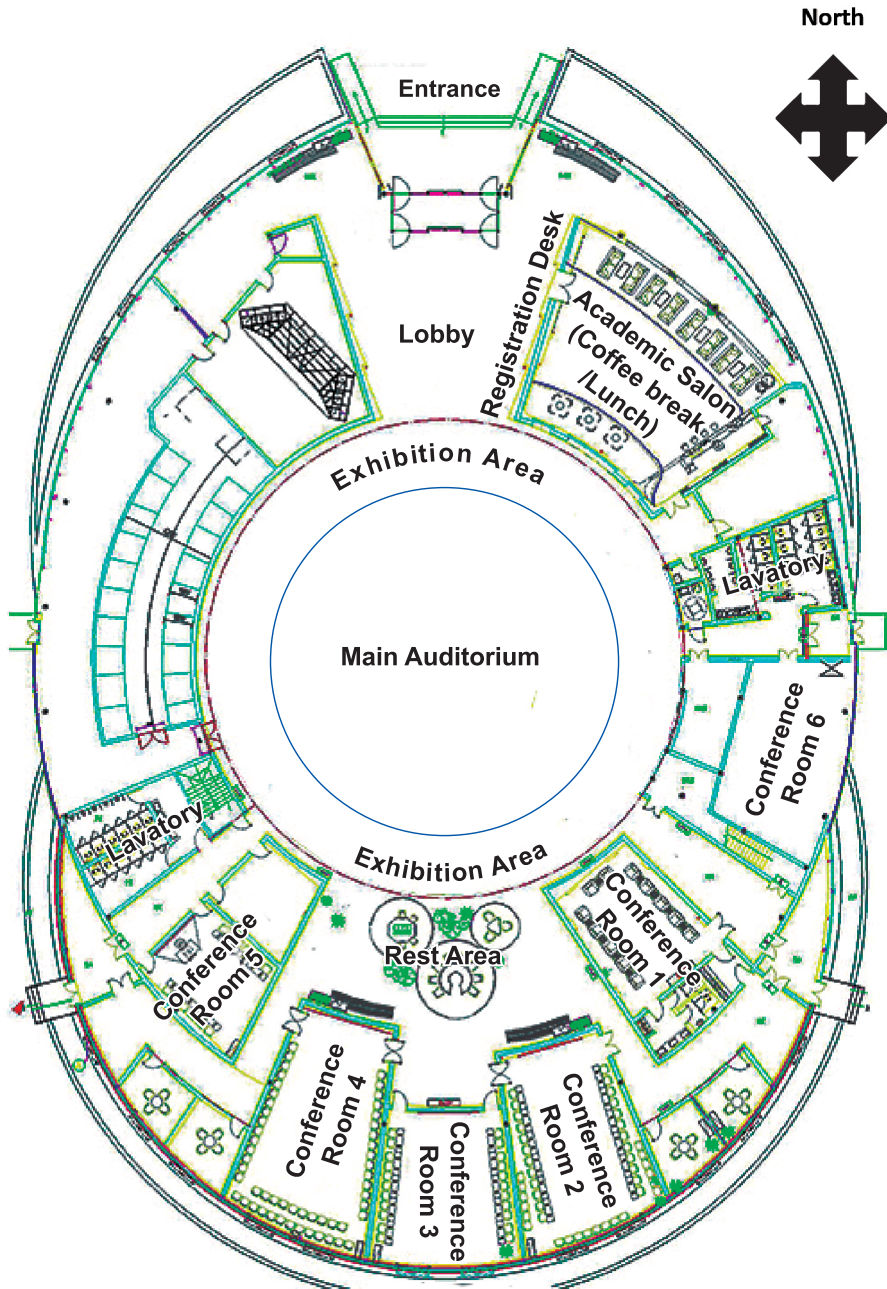 North
Entrance
Lobby
Registration Desk
Academic Salon
(Coffee break
/Lunch)
Exhibition Area
Lavatory
Main Auditorium
Conference
Room 6
Lavatory
Exhibition Area
Conference
Room 1
Rest Area
Conference
Room 5
Conference
Room 4
Conference
Room 3
Conference
Room 2